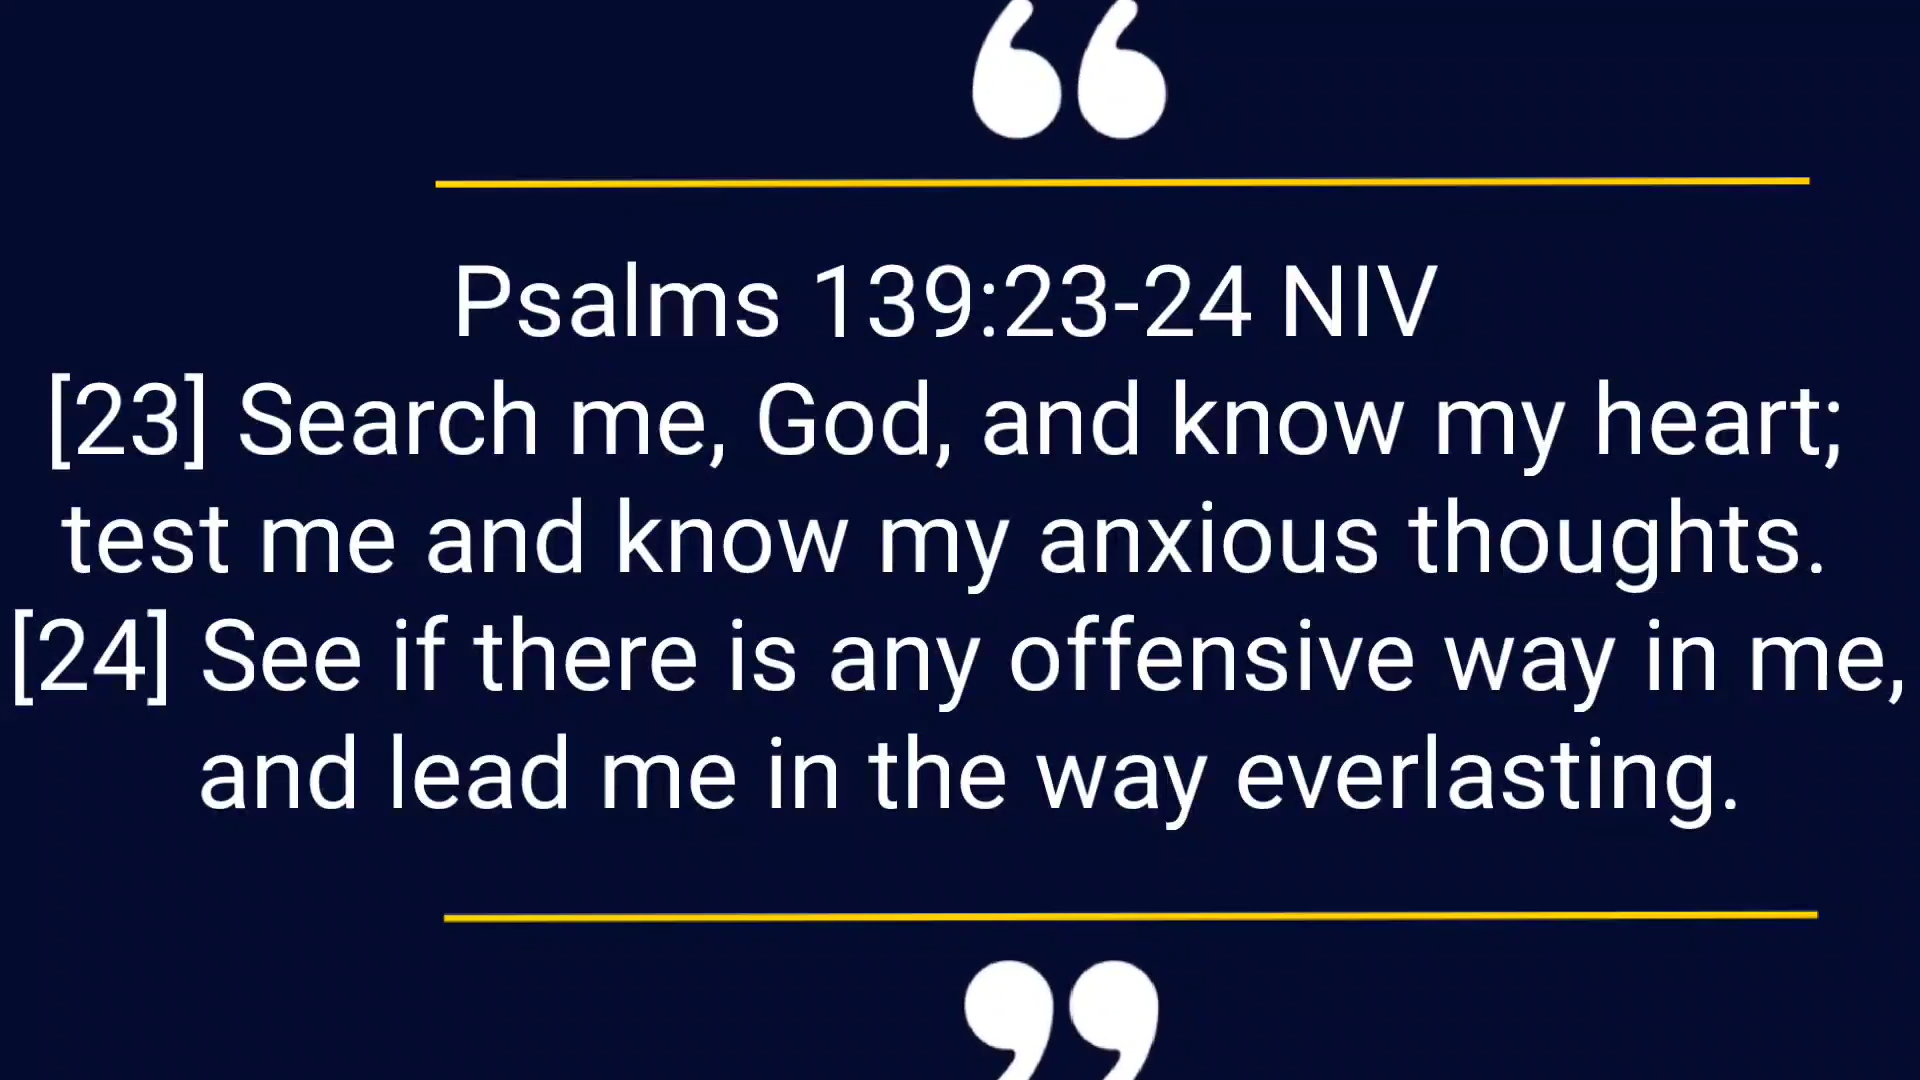 “
Psalms 139:23-24 NIV
[23] Search me, God, and know my heart;
test me and know my anxious thoughts.
[24] See if there is any offensive way in me,
and lead me in the way everlasting.
”